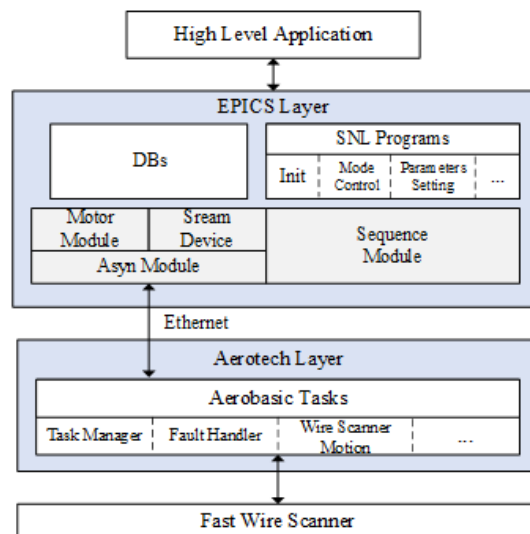 High Level Application
EPICS Layer
DBs
SNL Programs
Init
Mode
Control
Parameters
Setting
...
Motor
Module
Sream
Device
Sequence
Module
Asyn Module
Ethernet
Aerotech Layer
Aerobasic Tasks
Task Manager
Fault Handler
Wire Scanner
Motion
...
Fast Wire Scanner